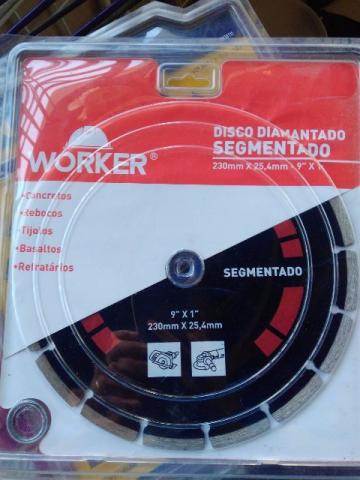 WORKER®
DISCO DIAMANTADO
SEGMENTADO
230mm X 25,4mm - 9" X 1"
•Concretos
•Rebocos
•Tijolos
•Basaltos
•Refratários
SEGMENTADO
9" X 1"
230mm X 25,4mm